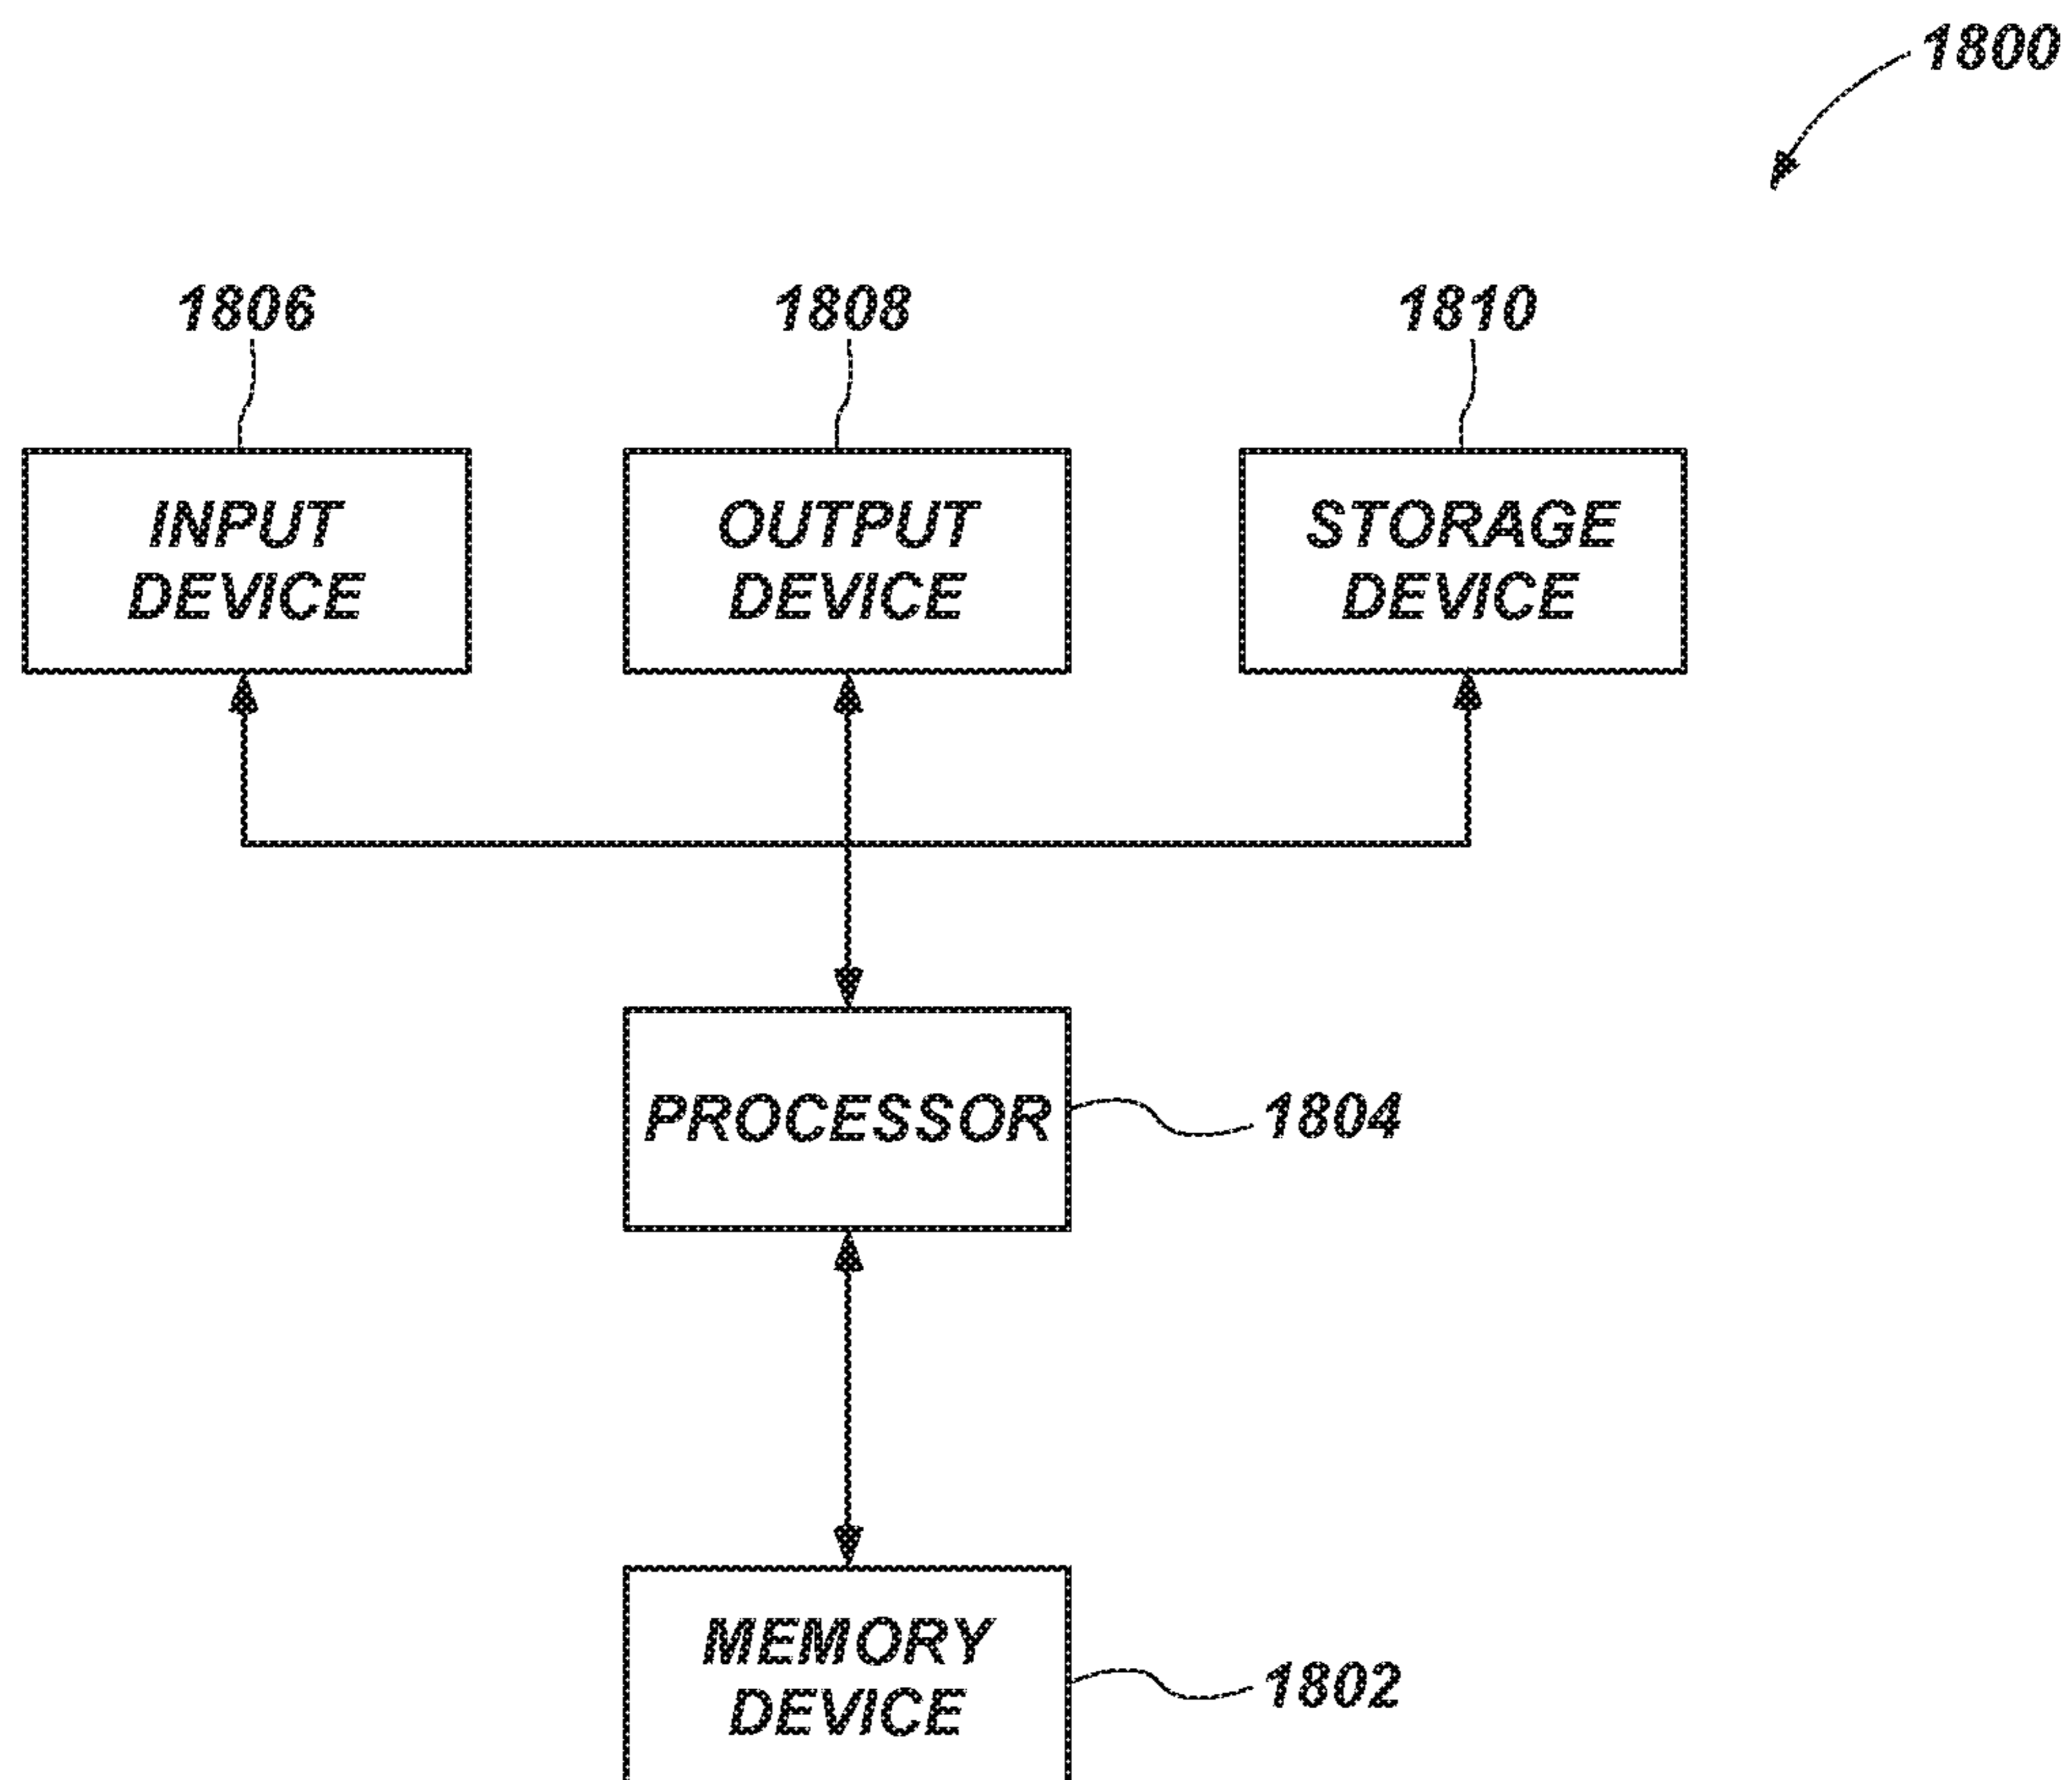 1800
1806
1808
1810
INPUT
DEVICE
OUTPUT
DEVICE
STORAGE
DEVICE
PROCESSOR
1804
MEMORY
DEVICE
1802